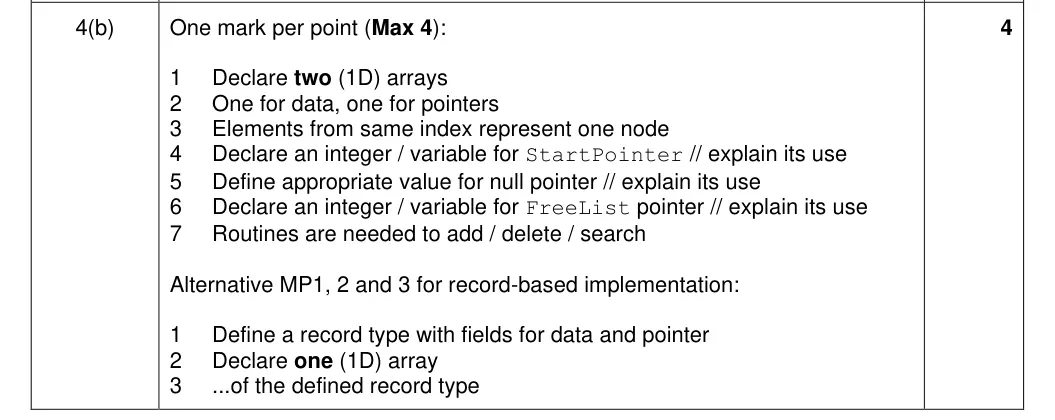 4(b) One mark per point (Max 4): 4
1 Declare two (1D) arrays
2 One for data, one for pointers
3 Elements from same index represent one node
4 Declare an integer / variable for StartPointer // explain its use
5 Define appropriate value for null pointer // explain its use
6 Declare an integer / variable for FreeList pointer // explain its use
7 Routines are needed to add / delete / search
Alternative MP1, 2 and 3 for record-based implementation:
1 Define a record type with fields for data and pointer
2 Declare one (1D) array
3 ...of the defined record type